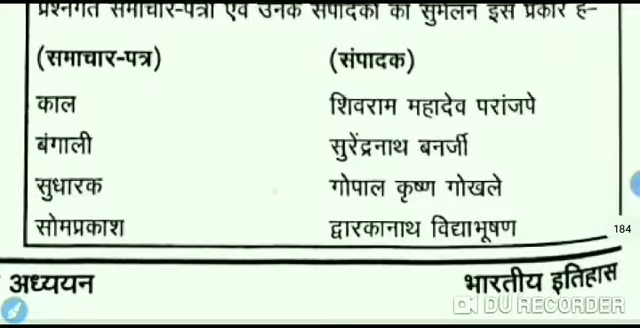 प्रश्नगत समाचार-पत्रों एवं उनके संपादकों का सुमेलन इस प्रकार है-
(समाचार-पत्र) (संपादक)
काल शिवराम महादेव परांजपे
बंगाली सुरेंद्रनाथ बनर्जी
सुधारक गोपाल कृष्ण गोखले
सोमप्रकाश द्वारकानाथ विद्याभूषण
184
अध्ययन भारतीय इतिहास
DU RECORDER